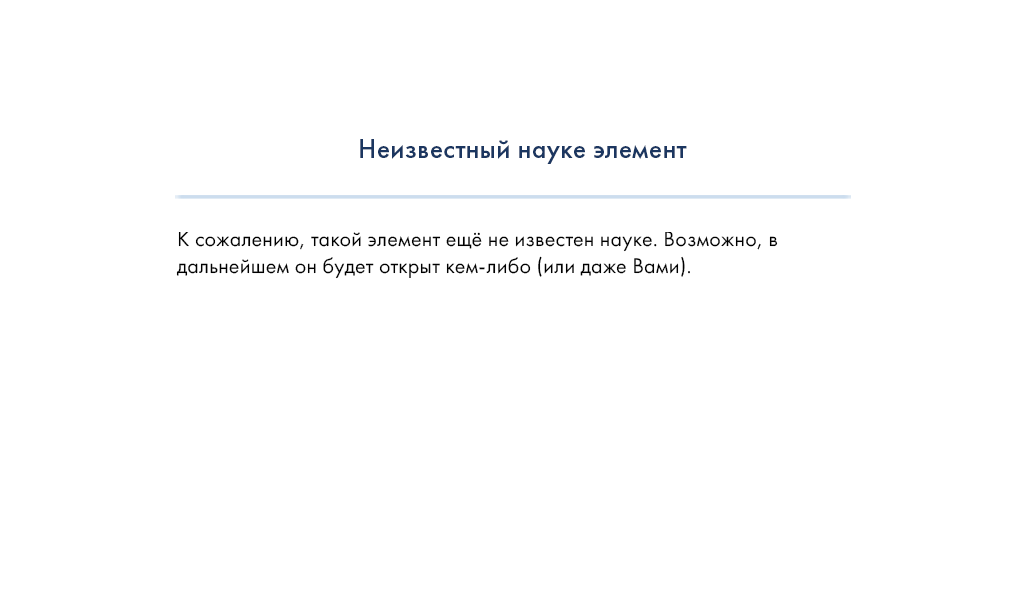 Неизвестный науке элемент
К сожалению, такой элемент ещё не известен науке. Возможно, в
дальнейшем он будет открыт кем-либо (или даже Вами).